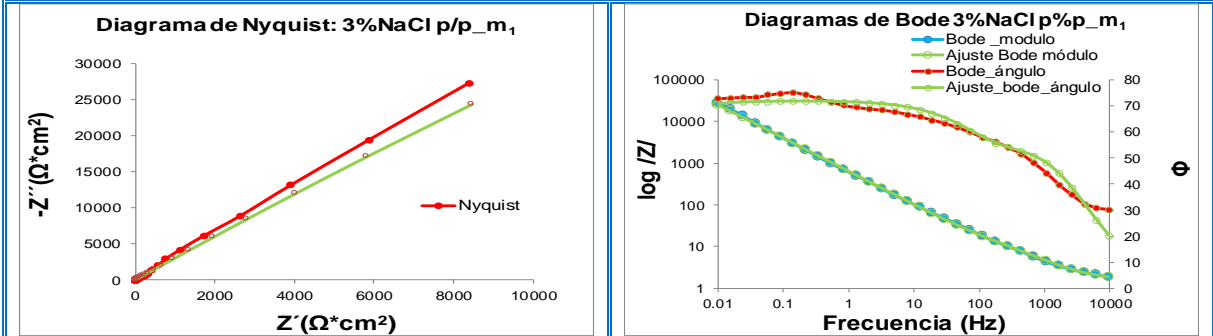 Diagrama de Nyquist: 3%NaCl p/p_m₁
30000
25000
20000
15000
10000
5000
0
-Z´´(Ω*cm²)
Nyquist
0 2000 4000 6000 8000 10000
Z´(Ω*cm²)
Diagramas de Bode 3%NaCl p%p_m₁
Bode _modulo
Ajuste Bode módulo
Bode_ángulo
Ajuste_bode_ángulo
100000
10000
1000
100
10
1
log /Z/
80
70
60
50
40
30
20
10
0
Φ
0.01 0.1 1 10 100 1000 10000
Frecuencia (Hz)